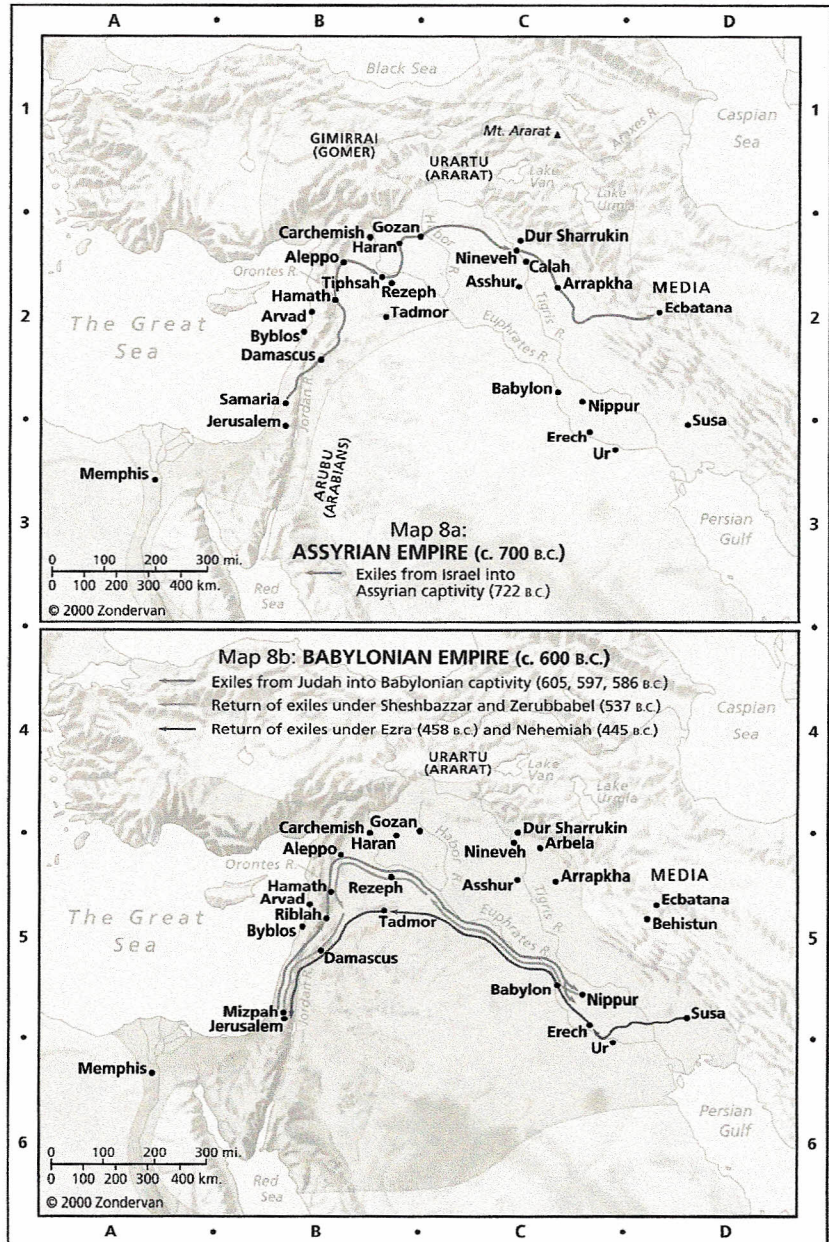 A • B • C • D
1
1
Black Sea
Caspian
Sea
GIMIRRAI
(GOMER)
Mt. Ararat
Araxes R.
URARTU
(ARARAT)
Lake
Van
Lake
Urmia
Carchemish
Gozan
Haran
Habor R.
Dur Sharrukin
Nineveh
Calah
Aleppo
Orontes R.
Tiphsah
Rezeph
Asshur
Arrapkha
MEDIA
Ecbatana
Hamath
Arvad
Tadmor
Tigris R.
2
2
The Great
Sea
Byblos
Damascus
Euphrates R.
Samaria
Jordan R.
Jerusalem
Babylon
Nippur
Susa
Erech
Ur
Memphis
ARUBU
(ARABIANS)
3
3
Persian
Gulf
Map 8a:
ASSYRIAN EMPIRE (c. 700 B.C.)
Exiles from Israel into
Assyrian captivity (722 B.C.)
0 100 200 300 mi.
0 100 200 300 400 km.
© 2000 Zondervan
Red
Sea
Map 8b: BABYLONIAN EMPIRE (c. 600 B.C.)
Exiles from Judah into Babylonian captivity (605, 597, 586 B.C.)
Return of exiles under Sheshbazzar and Zerubbabel (537 B.C.)
Return of exiles under Ezra (458 B.C.) and Nehemiah (445 B.C.)
4
4
Caspian
Sea
URARTU
(ARARAT)
Lake
Van
Lake
Urmia
Carchemish
Gozan
Haran
Habor R.
Dur Sharrukin
Nineveh
Arbela
Aleppo
Orontes R.
Hamath
Rezeph
Asshur
Arrapkha
MEDIA
Ecbatana
Behistun
Arvad
Riblah
Byblos
Tadmor
Tigris R.
Euphrates R.
5
5
The Great
Sea
Damascus
Jordan R.
Babylon
Nippur
Mizpah
Jerusalem
Erech
Ur
Susa
Memphis
Persian
Gulf
6
6
0 100 200 300 mi.
0 100 200 300 400 km.
© 2000 Zondervan
Red
Sea
A • B • C • D